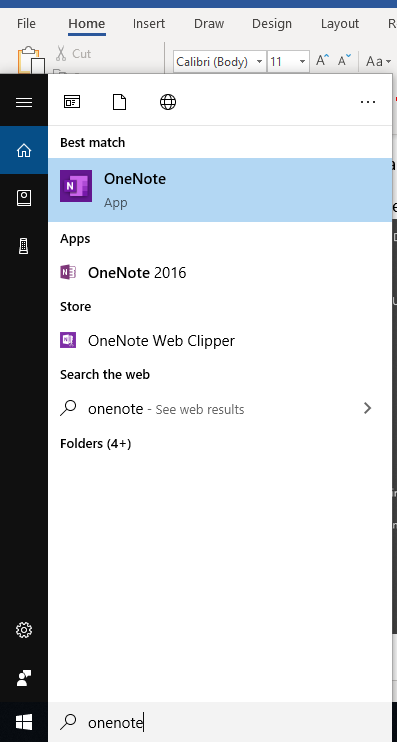 File Home Insert Draw Design Layout R
Cut
Calibri (Body) 11 A A Aa
Best match
OneNote
App
Apps
OneNote 2016
Store
OneNote Web Clipper
Search the web
onenote - See web results
Folders (4+)
onenote